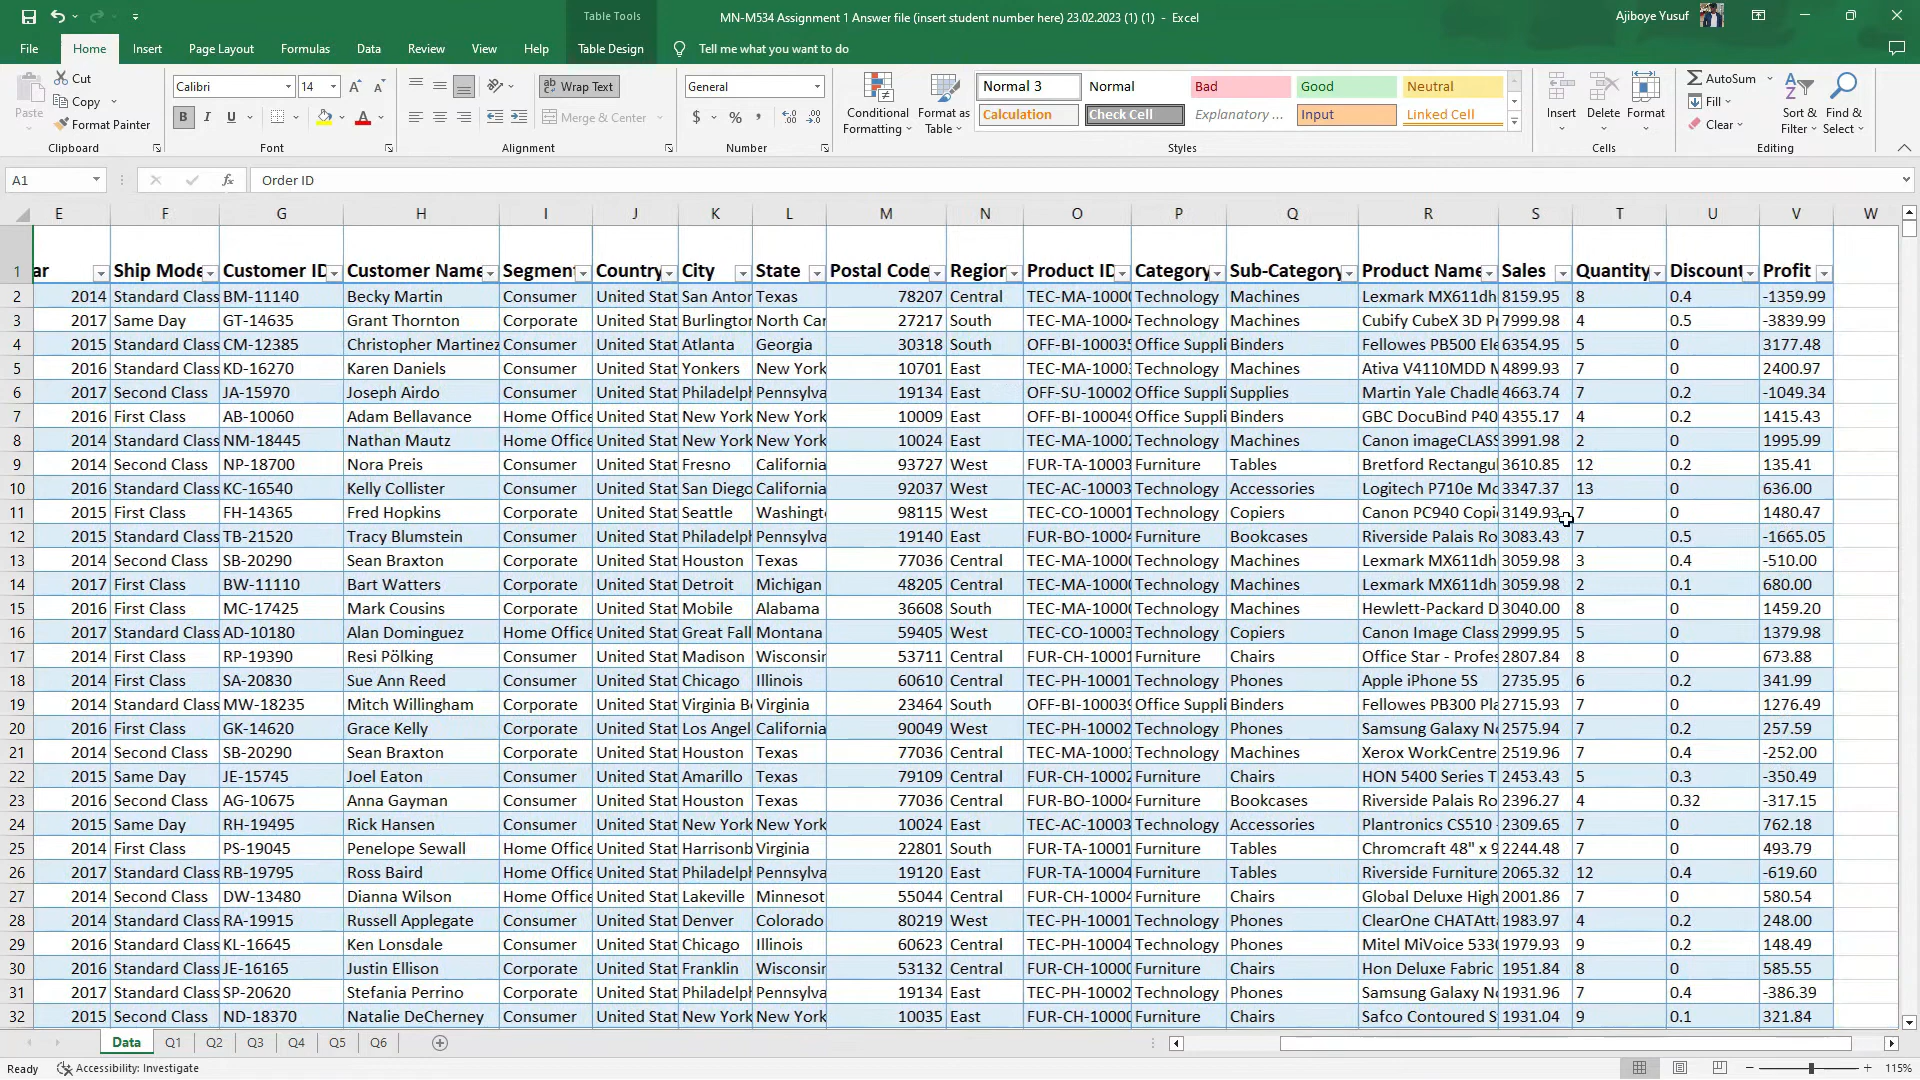 Table Tools
MN-M534 Assignment 1 Answer file (insert student number here) 23.02.2023 (1) (1) - Excel
Ajiboye Yusuf
File Home Insert Page Layout Formulas Data Review View Help Table Design Tell me what you want to do
Paste Cut Copy Format Painter Clipboard
Calibri 14 A A B I U A Font
ab Wrap Text Merge & Center Alignment
General $ % Number
Conditional Formatting Format as Table
Normal 3 Normal Bad Good Neutral
Calculation Check Cell Explanatory ... Input Linked Cell
Styles
Insert Delete Format Cells
AutoSum Fill Clear Sort & Filter Find & Select Editing
A1 fx Order ID
E F G H I J K L M N O P Q R S T U V W
1 ar Ship Mode Customer ID Customer Name Segment Country City State Postal Code Region Product ID Category Sub-Category Product Name Sales Quantity Discount Profit
2 2014 Standard Class BM-11140 Becky Martin Consumer United Stat San Anton Texas 78207 Central TEC-MA-10000 Technology Machines Lexmark MX611dh 8159.95 8 0.4 -1359.99
3 2017 Same Day GT-14635 Grant Thornton Corporate United Stat Burlington North Car 27217 South TEC-MA-10004 Technology Machines Cubify CubeX 3D Pr 7999.98 4 0.5 -3839.99
4 2015 Standard Class CM-12385 Christopher Martinez Consumer United Stat Atlanta Georgia 30318 South OFF-BI-100035 Office Suppli Binders Fellowes PB500 Ele 6354.95 5 0 3177.48
5 2016 Standard Class KD-16270 Karen Daniels Consumer United Stat Yonkers New York 10701 East TEC-MA-10003 Technology Machines Ativa V4110MDD M 4899.93 7 0 2400.97
6 2017 Second Class JA-15970 Joseph Airdo Consumer United Stat Philadelph Pennsylva 19134 East OFF-SU-10002 Office Suppli Supplies Martin Yale Chadle 4663.74 7 0.2 -1049.34
7 2016 First Class AB-10060 Adam Bellavance Home Office United Stat New York New York 10009 East OFF-BI-100049 Office Suppli Binders GBC DocuBind P40 4355.17 4 0.2 1415.43
8 2014 Standard Class NM-18445 Nathan Mautz Home Office United Stat New York New York 10024 East TEC-MA-10002 Technology Machines Canon imageCLASS 3991.98 2 0 1995.99
9 2014 Second Class NP-18700 Nora Preis Consumer United Stat Fresno California 93727 West FUR-TA-10003 Furniture Tables Bretford Rectangul 3610.85 12 0.2 135.41
10 2016 Standard Class KC-16540 Kelly Collister Consumer United Stat San Diego California 92037 West TEC-AC-10003 Technology Accessories Logitech P710e Mo 3347.37 13 0 636.00
11 2015 First Class FH-14365 Fred Hopkins Corporate United Stat Seattle Washingt 98115 West TEC-CO-10001 Technology Copiers Canon PC940 Copi 3149.93 7 0 1480.47
12 2015 Standard Class TB-21520 Tracy Blumstein Consumer United Stat Philadelph Pennsylva 19140 East FUR-BO-10004 Furniture Bookcases Riverside Palais Ro 3083.43 7 0.5 -1665.05
13 2014 Second Class SB-20290 Sean Braxton Corporate United Stat Houston Texas 77036 Central TEC-MA-10000 Technology Machines Lexmark MX611dh 3059.98 3 0.4 -510.00
14 2017 First Class BW-11110 Bart Watters Corporate United Stat Detroit Michigan 48205 Central TEC-MA-10000 Technology Machines Lexmark MX611dh 3059.98 2 0.1 680.00
15 2016 First Class MC-17425 Mark Cousins Corporate United Stat Mobile Alabama 36608 South TEC-MA-10000 Technology Machines Hewlett-Packard D 3040.00 8 0 1459.20
16 2017 Standard Class AD-10180 Alan Dominguez Home Office United Stat Great Fall Montana 59405 West TEC-CO-10003 Technology Copiers Canon Image Class 2999.95 5 0 1379.98
17 2014 First Class RP-19390 Resi Pölking Consumer United Stat Madison Wisconsin 53711 Central FUR-CH-10001 Furniture Chairs Office Star - Profes 2807.84 8 0 673.88
18 2014 First Class SA-20830 Sue Ann Reed Consumer United Stat Chicago Illinois 60610 Central TEC-PH-10001 Technology Phones Apple iPhone 5S 2735.95 6 0.2 341.99
19 2014 Standard Class MW-18235 Mitch Willingham Corporate United Stat Virginia Be Virginia 23464 South OFF-BI-100039 Office Suppli Binders Fellowes PB300 Pla 2715.93 7 0 1276.49
20 2016 First Class GK-14620 Grace Kelly Corporate United Stat Los Angel California 90049 West TEC-PH-10002 Technology Phones Samsung Galaxy No 2575.94 7 0.2 257.59
21 2014 Second Class SB-20290 Sean Braxton Corporate United Stat Houston Texas 77036 Central TEC-MA-10003 Technology Machines Xerox WorkCentre 2519.96 7 0.4 -252.00
22 2015 Same Day JE-15745 Joel Eaton Consumer United Stat Amarillo Texas 79109 Central FUR-CH-10002 Furniture Chairs HON 5400 Series T 2453.43 5 0.3 -350.49
23 2016 Second Class AG-10675 Anna Gayman Consumer United Stat Houston Texas 77036 Central FUR-BO-10004 Furniture Bookcases Riverside Palais Ro 2396.27 4 0.32 -317.15
24 2015 Same Day RH-19495 Rick Hansen Consumer United Stat New York New York 10024 East TEC-AC-10003 Technology Accessories Plantronics CS510 - 2309.65 7 0 762.18
25 2014 First Class PS-19045 Penelope Sewall Home Office United Stat Harrisonb Virginia 22801 South FUR-TA-10001 Furniture Tables Chromcraft 48" x 9 2244.48 7 0 493.79
26 2017 Standard Class RB-19795 Ross Baird Home Office United Stat Philadelph Pennsylva 19120 East FUR-TA-10004 Furniture Tables Riverside Furniture 2065.32 12 0.4 -619.60
27 2014 Second Class DW-13480 Dianna Wilson Home Office United Stat Lakeville Minnesot 55044 Central FUR-CH-10004 Furniture Chairs Global Deluxe High 2001.86 7 0 580.54
28 2014 Standard Class RA-19915 Russell Applegate Consumer United Stat Denver Colorado 80219 West TEC-PH-10001 Technology Phones ClearOne CHATAtt 1983.97 4 0.2 248.00
29 2016 Standard Class KL-16645 Ken Lonsdale Consumer United Stat Chicago Illinois 60623 Central TEC-PH-10004 Technology Phones Mitel MiVoice 5330 1979.93 9 0.2 148.49
30 2016 Standard Class JE-16165 Justin Ellison Corporate United Stat Franklin Wisconsin 53132 Central FUR-CH-10000 Furniture Chairs Hon Deluxe Fabric 1951.84 8 0 585.55
31 2017 Standard Class SP-20620 Stefania Perrino Corporate United Stat Philadelph Pennsylva 19134 East TEC-PH-10002 Technology Phones Samsung Galaxy No 1931.96 7 0.4 -386.39
32 2015 Second Class ND-18370 Natalie DeCherney Consumer United Stat New York New York 10035 East FUR-CH-10000 Furniture Chairs Safco Contoured S 1931.04 9 0.1 321.84
Data Q1 Q2 Q3 Q4 Q5 Q6
Ready Accessibility: Investigate 115%